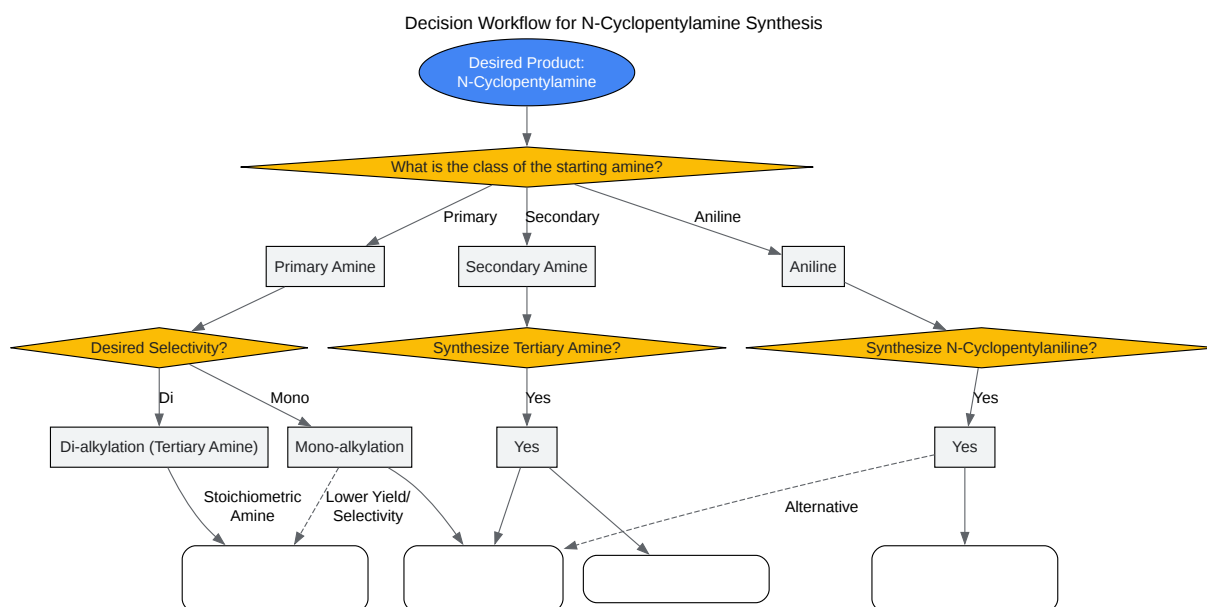 Decision Workflow for N-Cyclopentylamine Synthesis
Desired Product:
N-Cyclopentylamine
What is the class of the starting amine?
Primary
Secondary
Aniline
Primary Amine
Secondary Amine
Aniline
Desired Selectivity?
Synthesize Tertiary Amine?
Synthesize N-Cyclopentylaniline?
Di
Mono
Yes
Yes
Di-alkylation (Tertiary Amine)
Mono-alkylation
Yes
Yes
Stoichiometric
Amine
Lower Yield/
Selectivity
Alternative